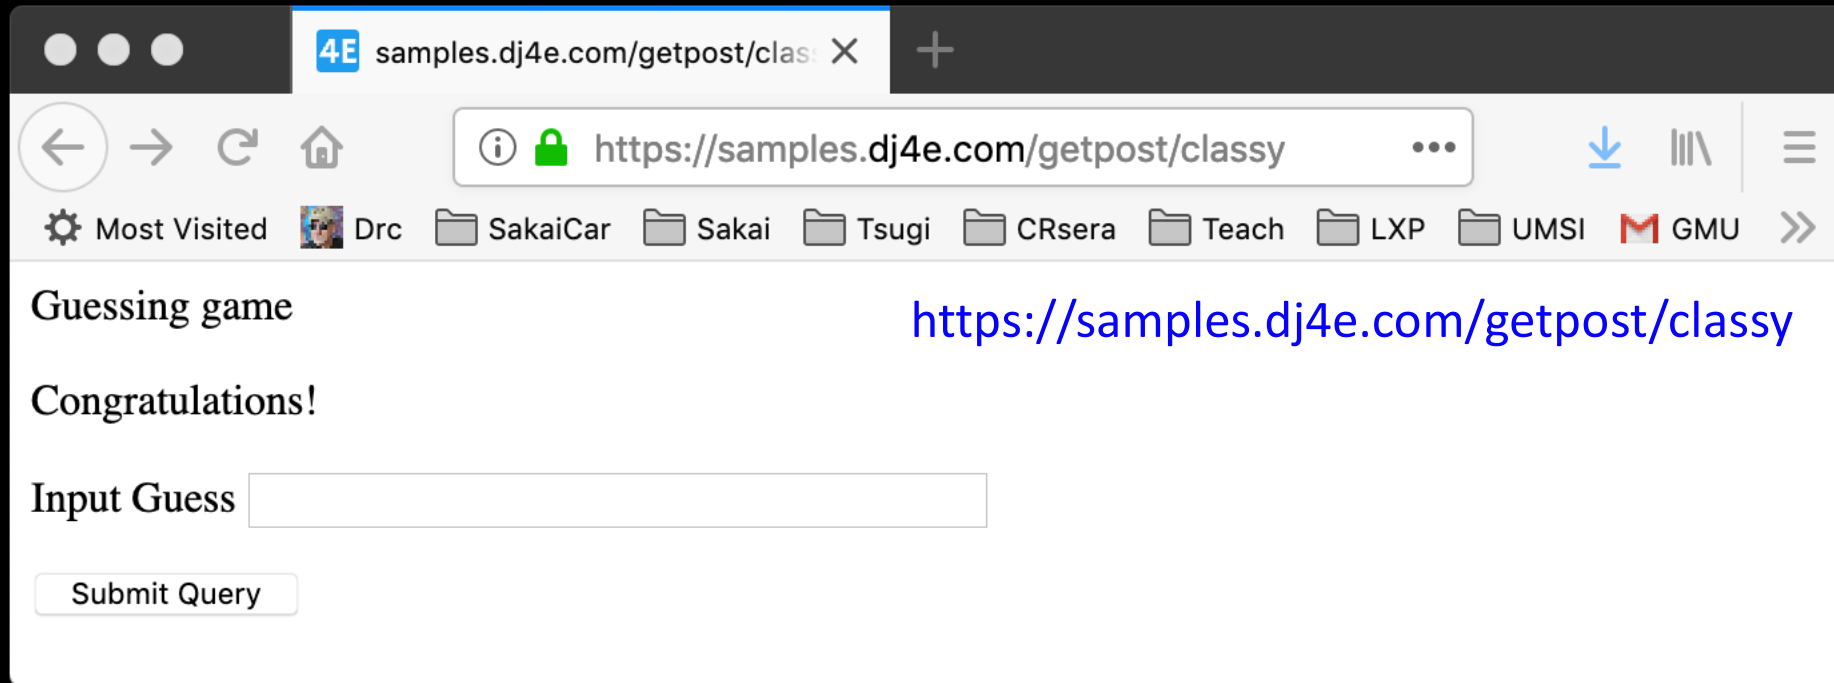 4E samples.dj4e.com/getpost/clas
https://samples.dj4e.com/getpost/classy
Most Visited Drc SakaiCar Sakai Tsugi CRsera Teach LXP UMSI GMU
Guessing game
https://samples.dj4e.com/getpost/classy
Congratulations!
Input Guess
Submit Query